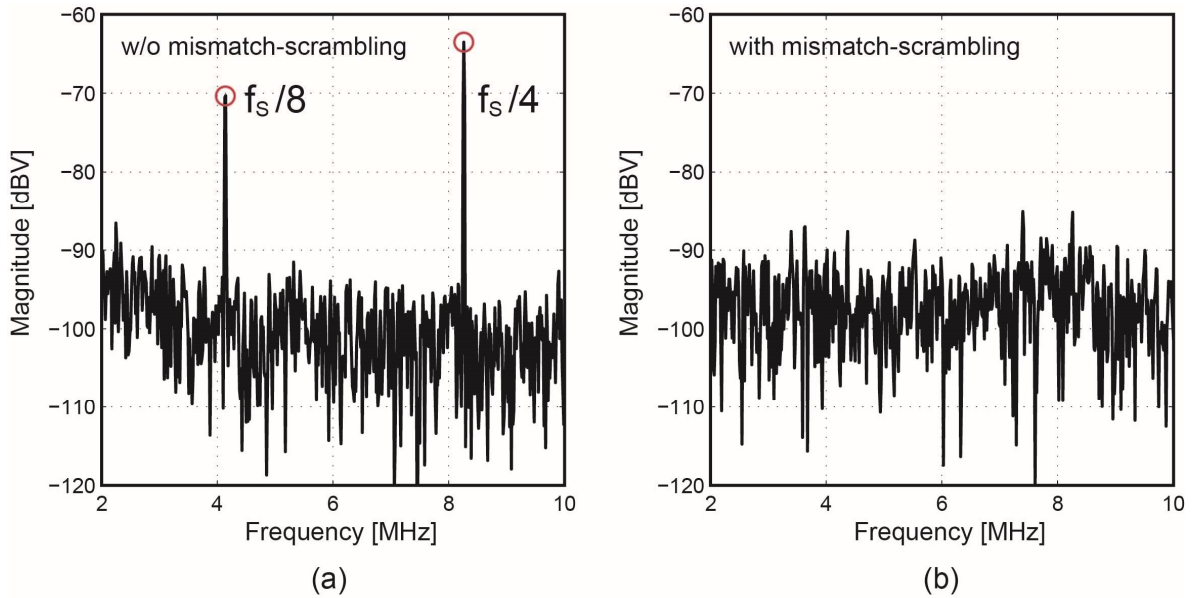 w/o mismatch-scrambling
f_S/8
f_S/4
−60
−70
−80
−90
−100
−110
−120
Magnitude [dBV]
2 4 6 8 10
Frequency [MHz]
(a)
with mismatch-scrambling
−60
−70
−80
−90
−100
−110
−120
Magnitude [dBV]
2 4 6 8 10
Frequency [MHz]
(b)